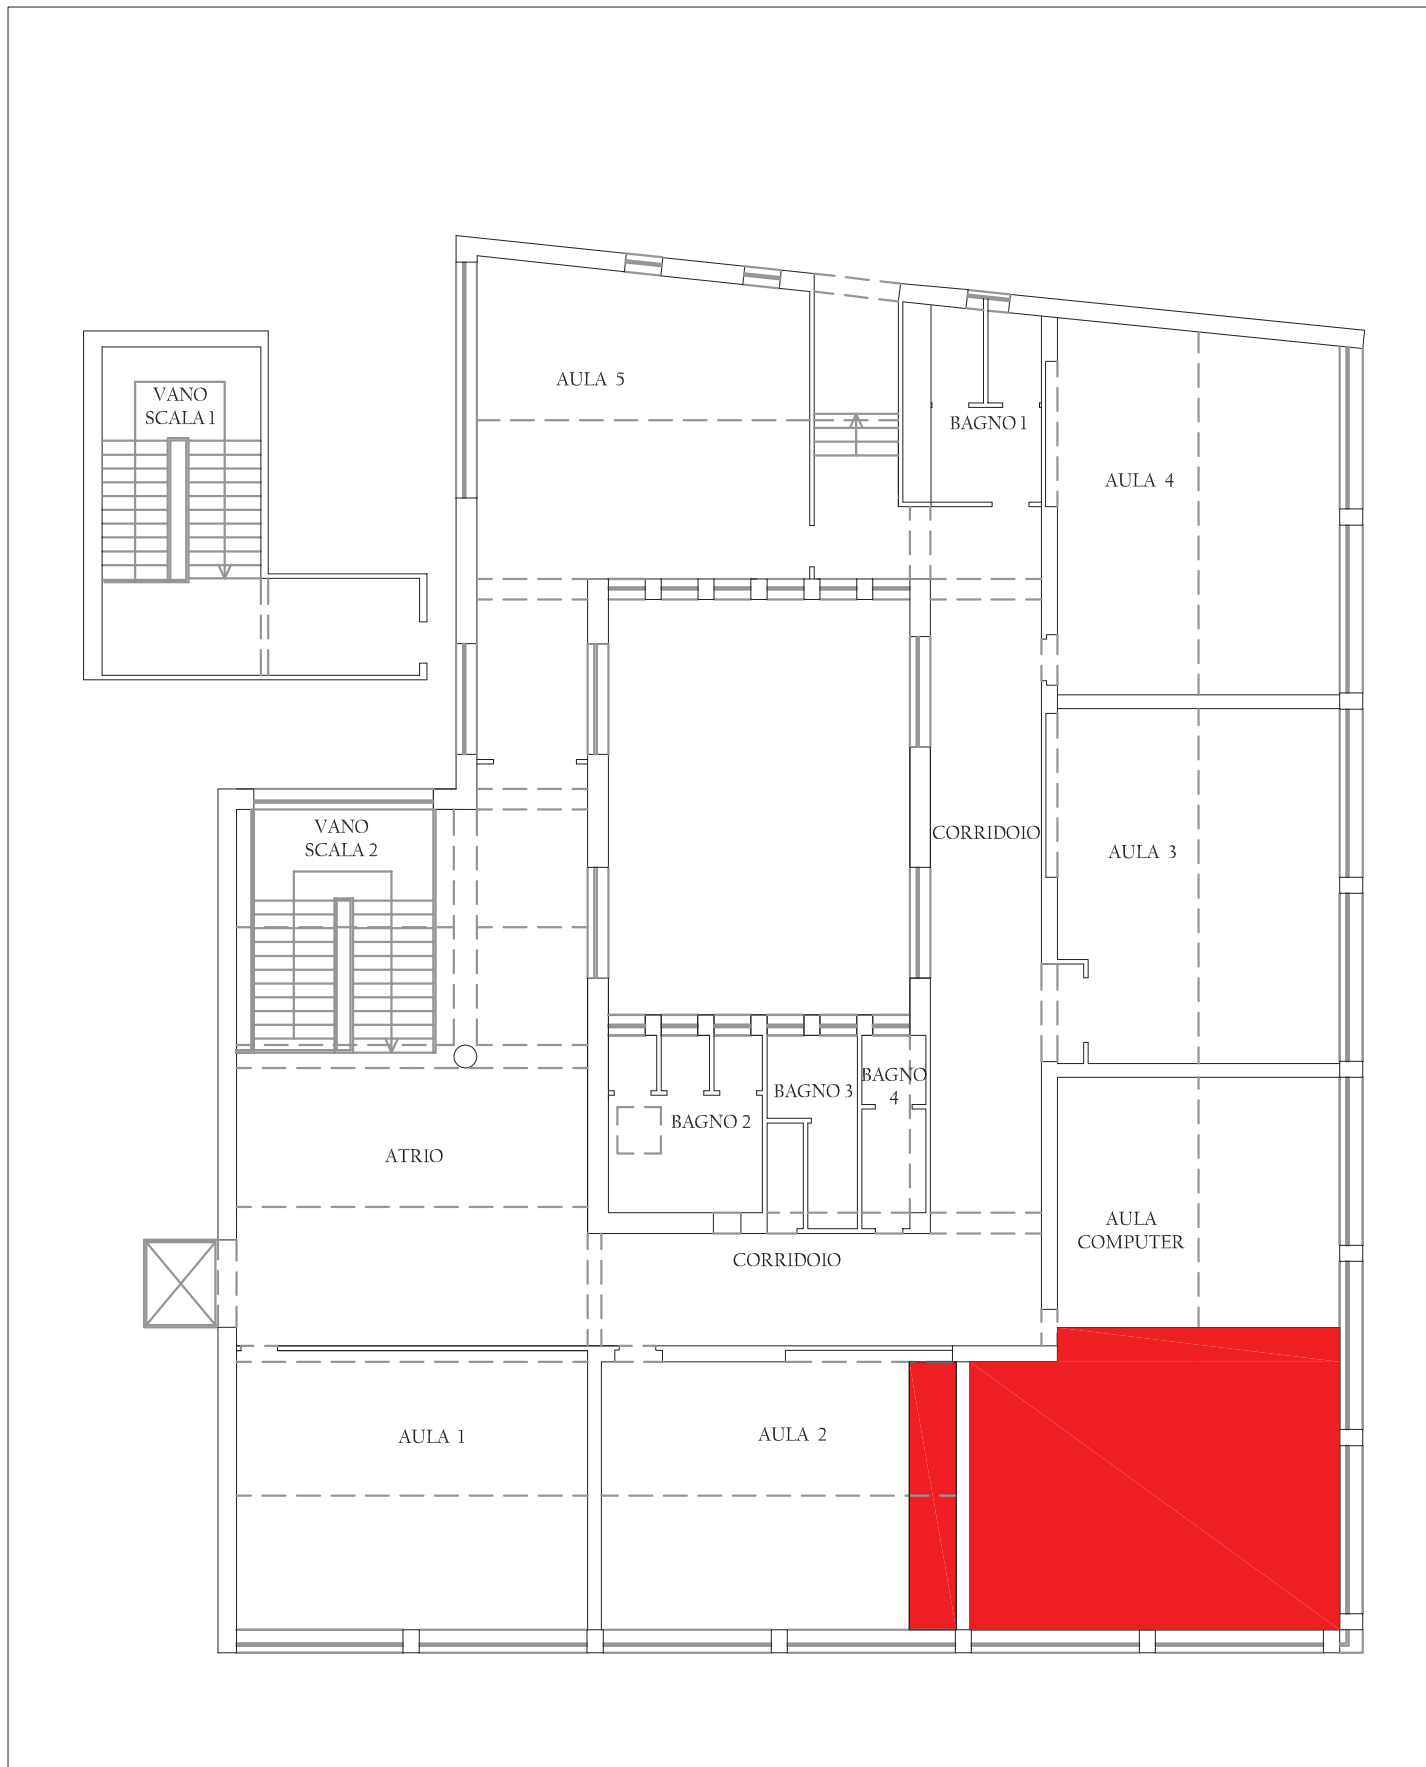 AULA 5
VANO
SCALA 1
BAGNO 1
AULA 4
VANO
SCALA 2
CORRIDOIO
AULA 3
BAGNO 2
BAGNO 3
BAGNO
4
ATRIO
AULA
COMPUTER
CORRIDOIO
AULA 1
AULA 2